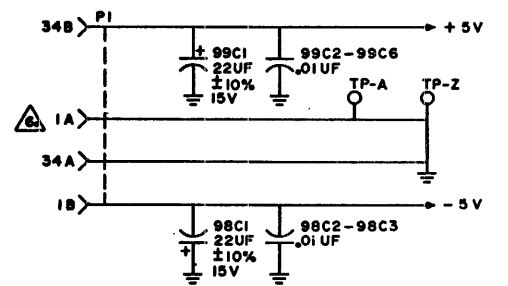 P1
34B
+ 5V
+ 99C1
22UF
±10%
15V
99C2-99C6
.01UF
TP-A
TP-Z
6.
1A
34A
1B
- 5V
98C1
22UF
+ ±10%
15V
98C2-98C3
.01UF